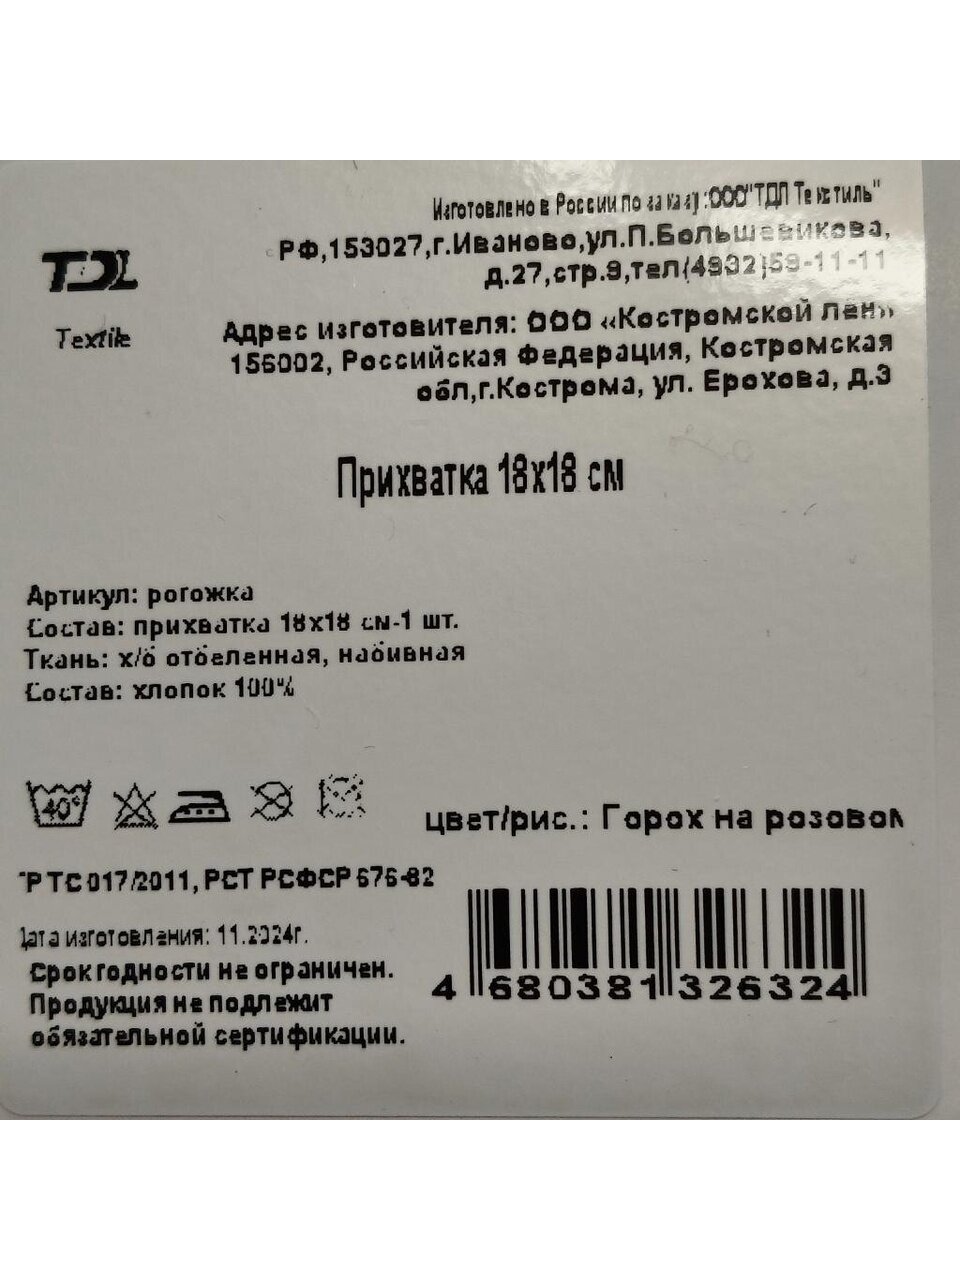 Изготовлено в России по заказу:ООО"ТДЛ Текстиль"
РФ,153027,г.Иваново,ул.П.Большевикова,
д.27,стр.9,тел(4932)59-11-11
TDL
Textile
Адрес изготовителя: ООО «Костромской лен»
156002, Российская Федерация, Костромская
обл,г.Кострома, ул. Ерохова, д.3
Прихватка 18х18 см
Артикул: рогожка
Состав: прихватка 18х18 см-1 шт.
Ткань: х/б отбеленная, набивная
Состав: хлопок 100%
40°
цвет/рис.: Горох на розовом
ТР ТС 017/2011, РСТ РСФСР 676-82
Дата изготовления: 11.2024г.
Срок годности не ограничен.
Продукция не подлежит
обязательной сертификации.
4 680381 326324